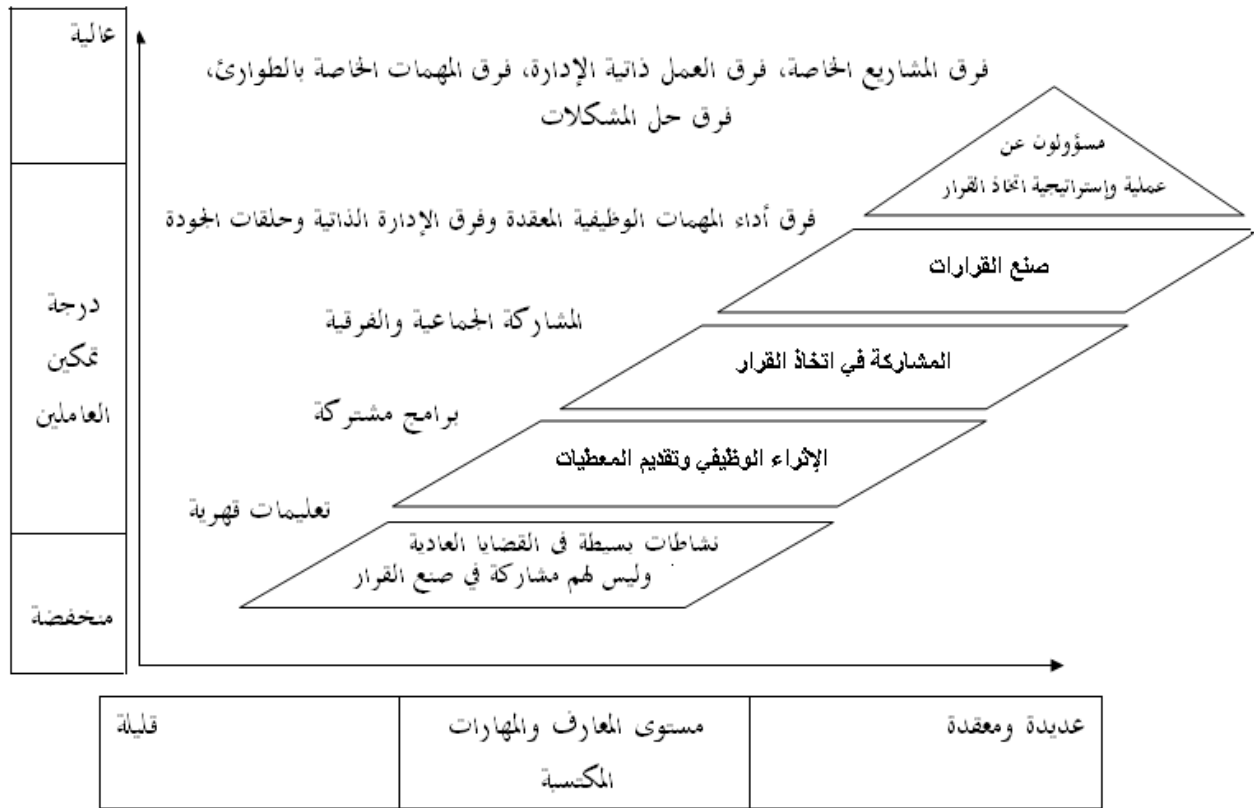 عالية
فرق المشاريع الخاصة، فرق العمل ذاتية الإدارة، فرق المهمات الخاصة بالطوارئ،
فرق حل المشكلات
مسؤولون عن
عملية وإستراتيجية اتخاذ القرار
فرق أداء المهمات الوظيفية المعقدة وفرق الإدارة الذاتية وحلقات الجودة
صنع القرارات
درجة
تمكين
العاملين
المشاركة الجماعية والفرقية
المشاركة في اتخاذ القرار
برامج مشتركة
الإثراء الوظيفي وتقديم المعطيات
تعليمات قهرية
نشاطات بسيطة في القضايا العادية
وليس لهم مشاركة في صنع القرار
منخفضة
عديدة ومعقدة
مستوى المعارف والمهارات
المكتسبة
قليلة